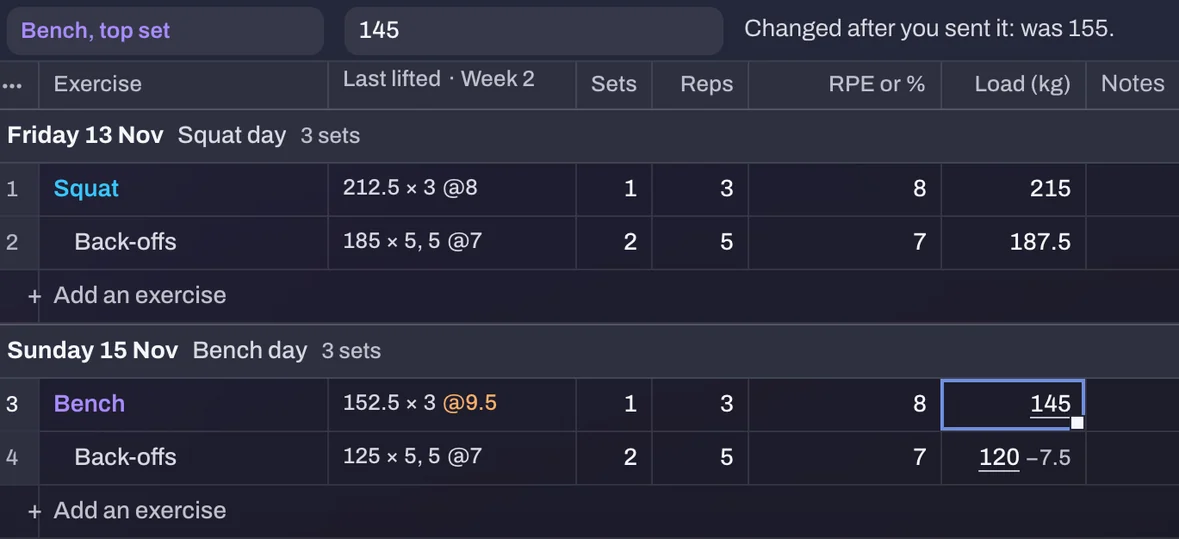 Bench, top set 145 Changed after you sent it: was 155.
... Exercise Last lifted · Week 2 Sets Reps RPE or % Load (kg) Notes
Friday 13 Nov Squat day 3 sets
1 Squat 212.5 × 3 @8 1 3 8 215
2 Back-offs 185 × 5, 5 @7 2 5 7 187.5
+ Add an exercise
Sunday 15 Nov Bench day 3 sets
3 Bench 152.5 × 3 @9.5 1 3 8 145
4 Back-offs 125 × 5, 5 @7 2 5 7 120 −7.5
+ Add an exercise